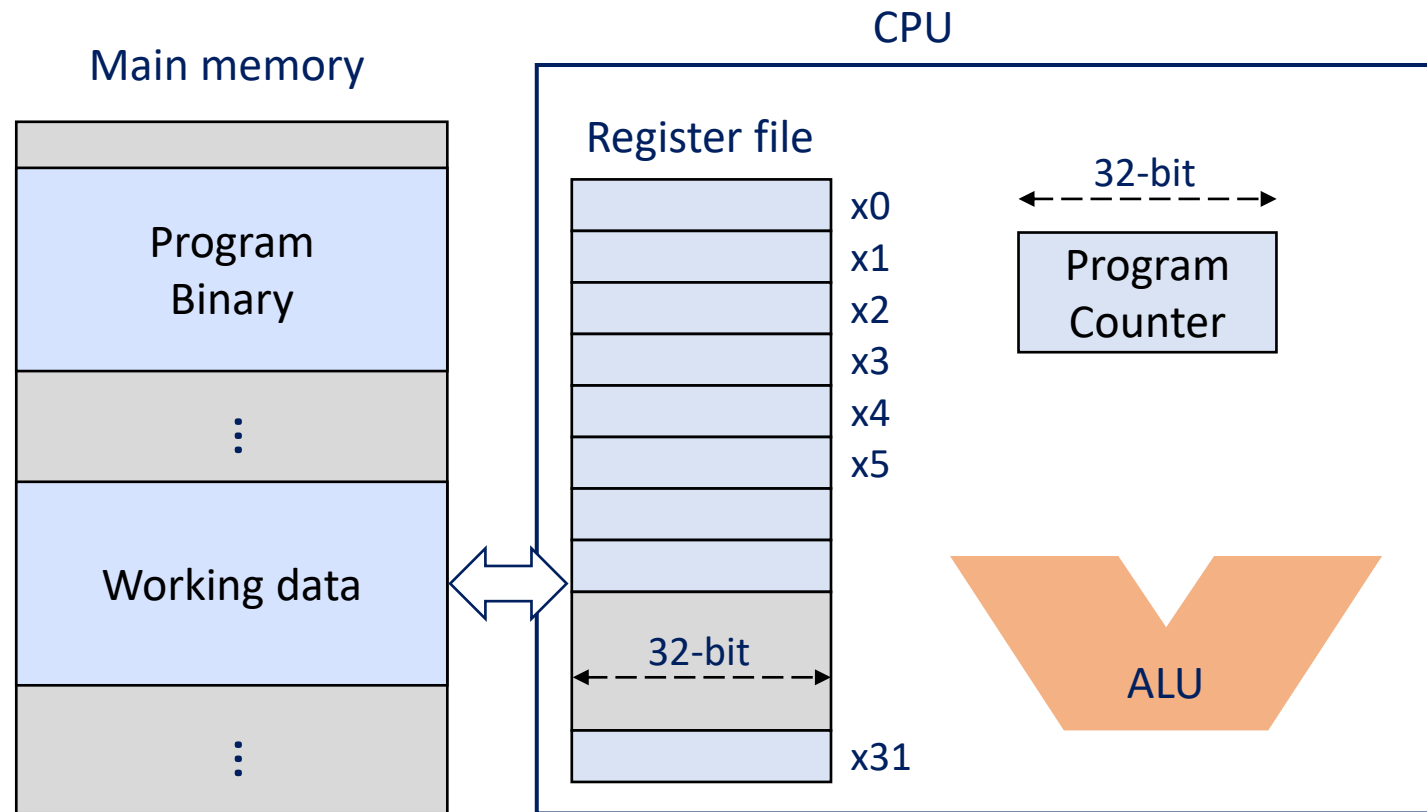 CPU
Main memory
Register file
Program
Binary
⋮
Working data
⋮
x0
x1
x2
x3
x4
x5
32-bit
x31
32-bit
Program
Counter
ALU